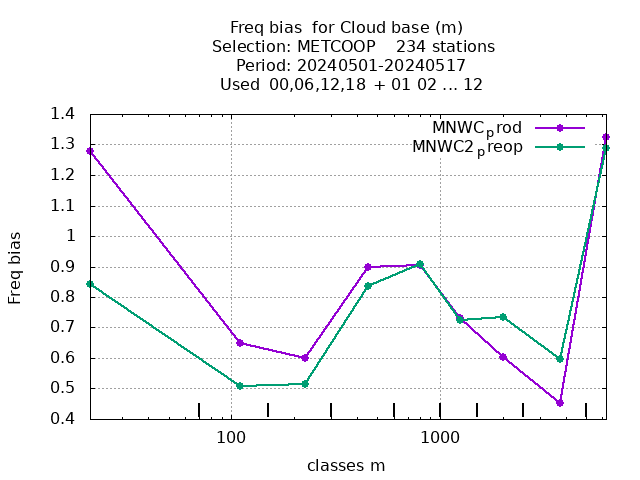 Freq bias  for Cloud base (m)
Selection: METCOOP    234 stations
Period: 20240501-20240517
Used  00,06,12,18 + 01 02 ... 12
MNWCprod
MNWC2preop
1.4
1.3
1.2
1.1
1
0.9
0.8
0.7
0.6
0.5
0.4
Freq bias
100
1000
classes m